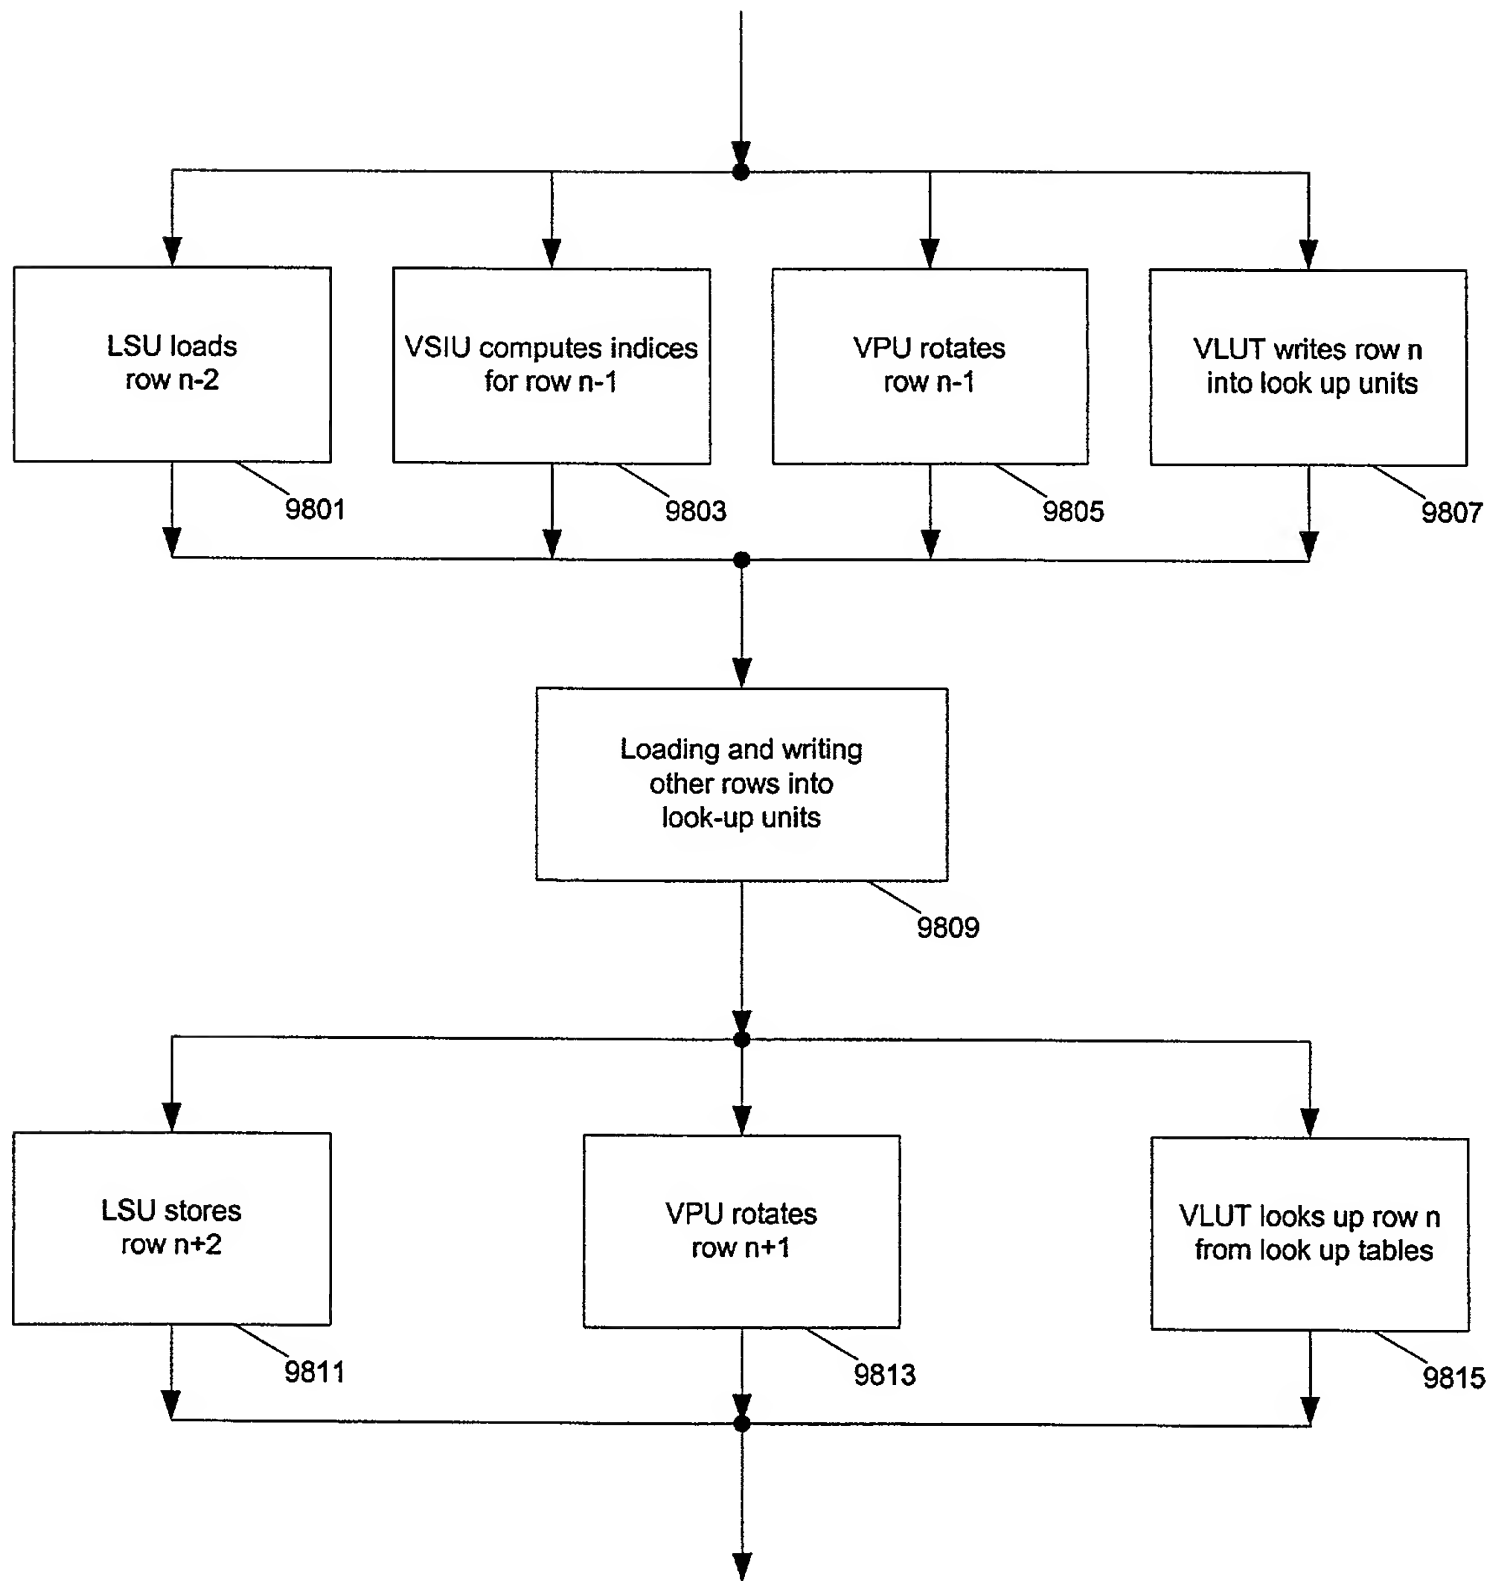 LSU loads
row n-2
9801
VSIU computes indices
for row n-1
9803
VPU rotates
row n-1
9805
VLUT writes row n
into look up units
9807
Loading and writing
other rows into
look-up units
9809
LSU stores
row n+2
9811
VPU rotates
row n+1
9813
VLUT looks up row n
from look up tables
9815